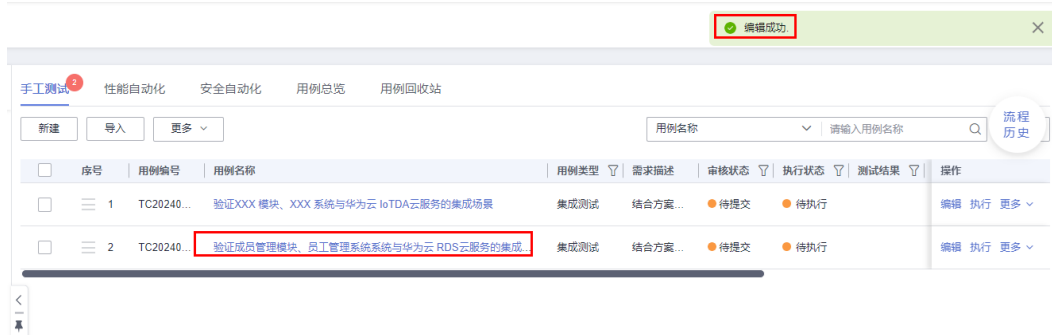 编辑成功.
手工测试 2 性能自动化 安全自动化 用例总览 用例回收站
新建 导入 更多 用例名称 请输入用例名称 流程
历史
序号 用例编号 用例名称 用例类型 需求描述 审核状态 执行状态 测试结果 操作
1 TC20240... 验证XXX 模块、XXX 系统与华为云 IoTDA云服务的集成场景 集成测试 结合方案... 待提交 待执行 编辑 执行 更多
2 TC20240... 验证成员管理模块、员工管理系统系统与华为云 RDS云服务的集成... 集成测试 结合方案... 待提交 待执行 编辑 执行 更多